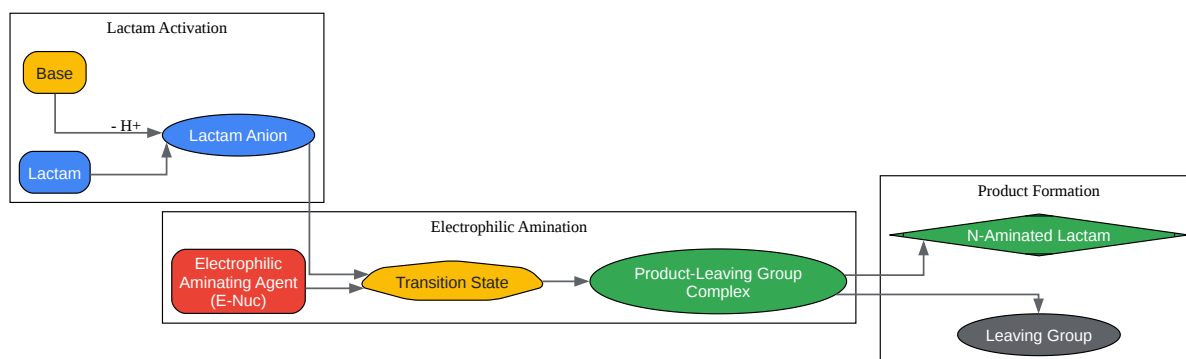 Lactam Activation
Base
- H+
Lactam Anion
Lactam
Electrophilic Amination
Electrophilic
Aminating Agent
(E-Nuc)
Transition State
Product-Leaving Group
Complex
Product Formation
N-Aminated Lactam
Leaving Group